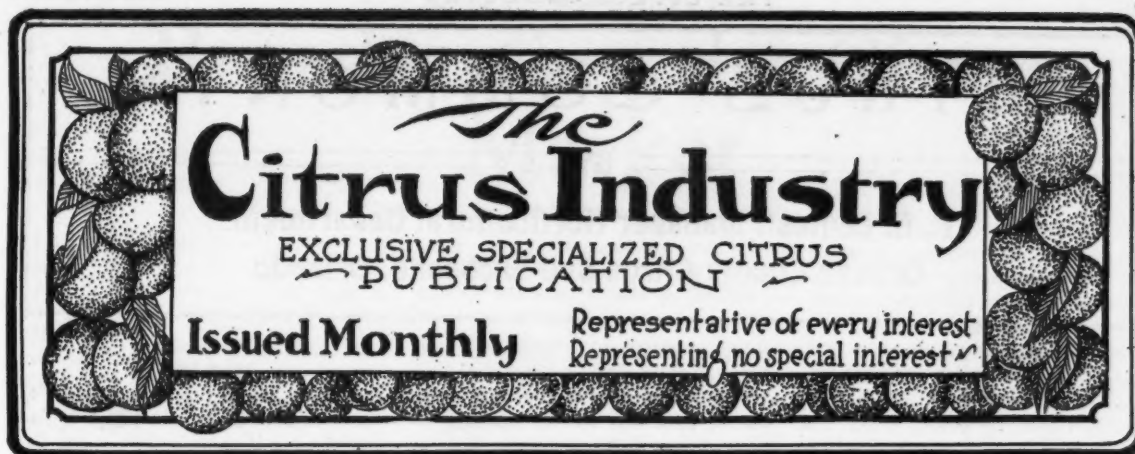 The
Citrus Industry
EXCLUSIVE SPECIALIZED CITRUS
PUBLICATION
Issued Monthly
Representative of every interest
Representing no special interest